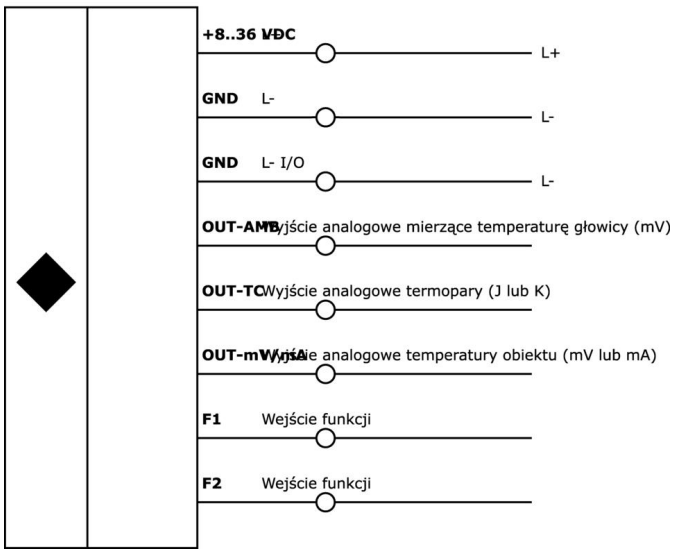 +8..36 VDC L+
GND L- L-
GND L- I/O L-
OUT-AMB Wyjście analogowe mierzące temperaturę głowicy (mV)
OUT-TC Wyjście analogowe termopary (J lub K)
OUT-mV/mA Wyjście analogowe temperatury obiektu (mV lub mA)
F1 Wejście funkcji
F2 Wejście funkcji